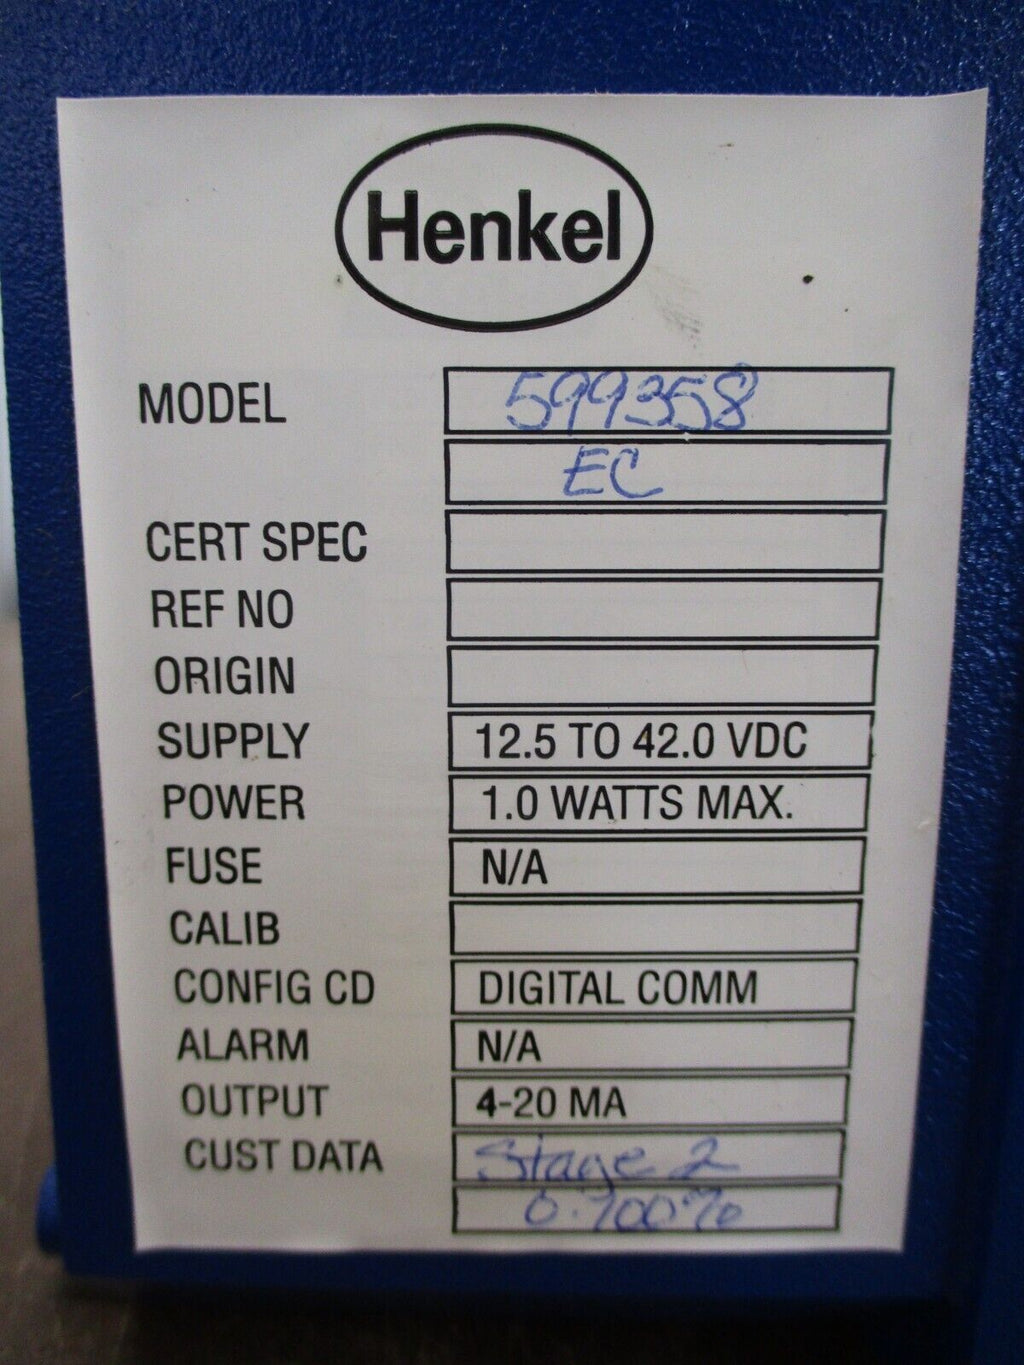 Henkel
MODEL 599358
EC
CERT SPEC
REF NO
ORIGIN
SUPPLY 12.5 TO 42.0 VDC
POWER 1.0 WATTS MAX.
FUSE N/A
CALIB
CONFIG CD DIGITAL COMM
ALARM N/A
OUTPUT 4-20 MA
CUST DATA Stage 2
0.700%